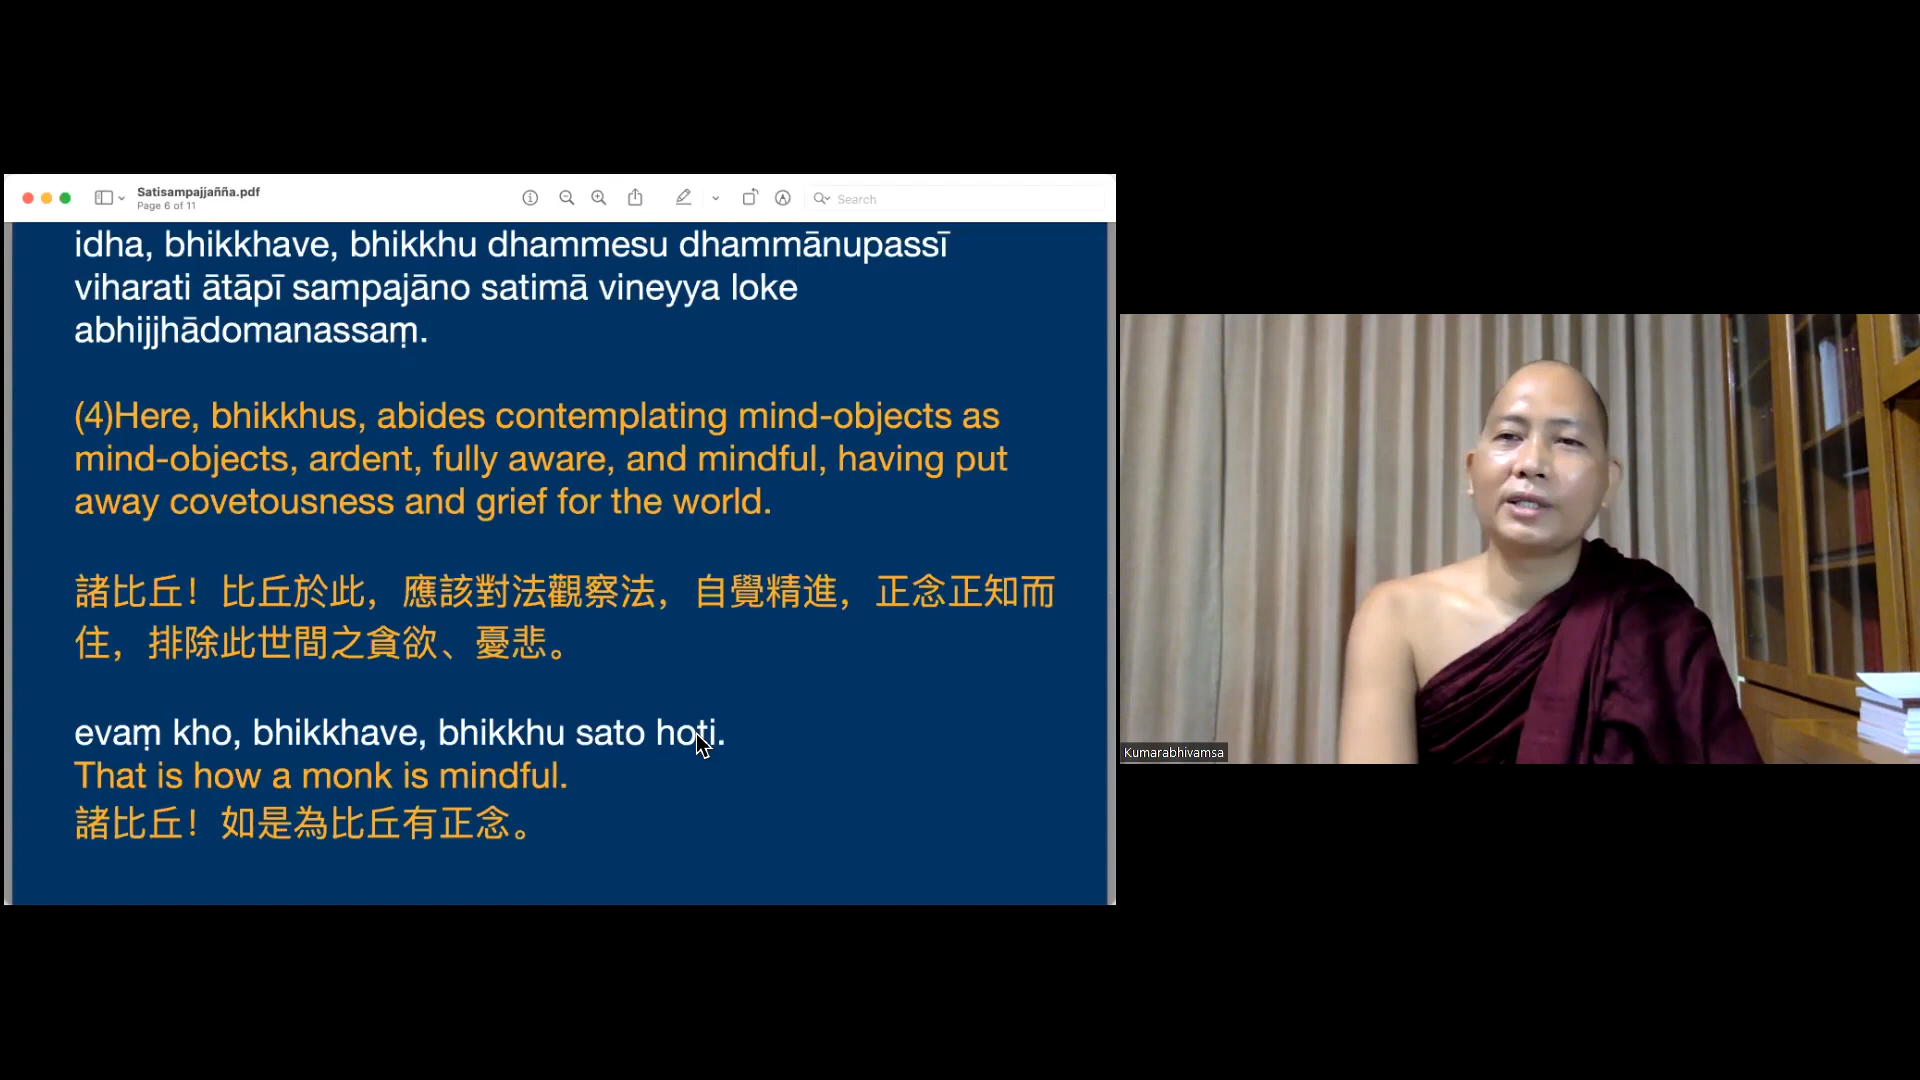 Satisampajjañña.pdf
Page 6 of 11
Search
idha, bhikkhave, bhikkhu dhammesu dhammānupassī
viharati ātāpī sampajāno satimā vineyya loke
abhijjhādomanassaṃ.
(4)Here, bhikkhus, abides contemplating mind-objects as
mind-objects, ardent, fully aware, and mindful, having put
away covetousness and grief for the world.
諸比丘！比丘於此，應該對法觀察法，自覺精進，正念正知而
住，排除此世間之貪欲、憂悲。
evaṃ kho, bhikkhave, bhikkhu sato hoti.
That is how a monk is mindful.
諸比丘！如是為比丘有正念。
Kumarabhivamsa